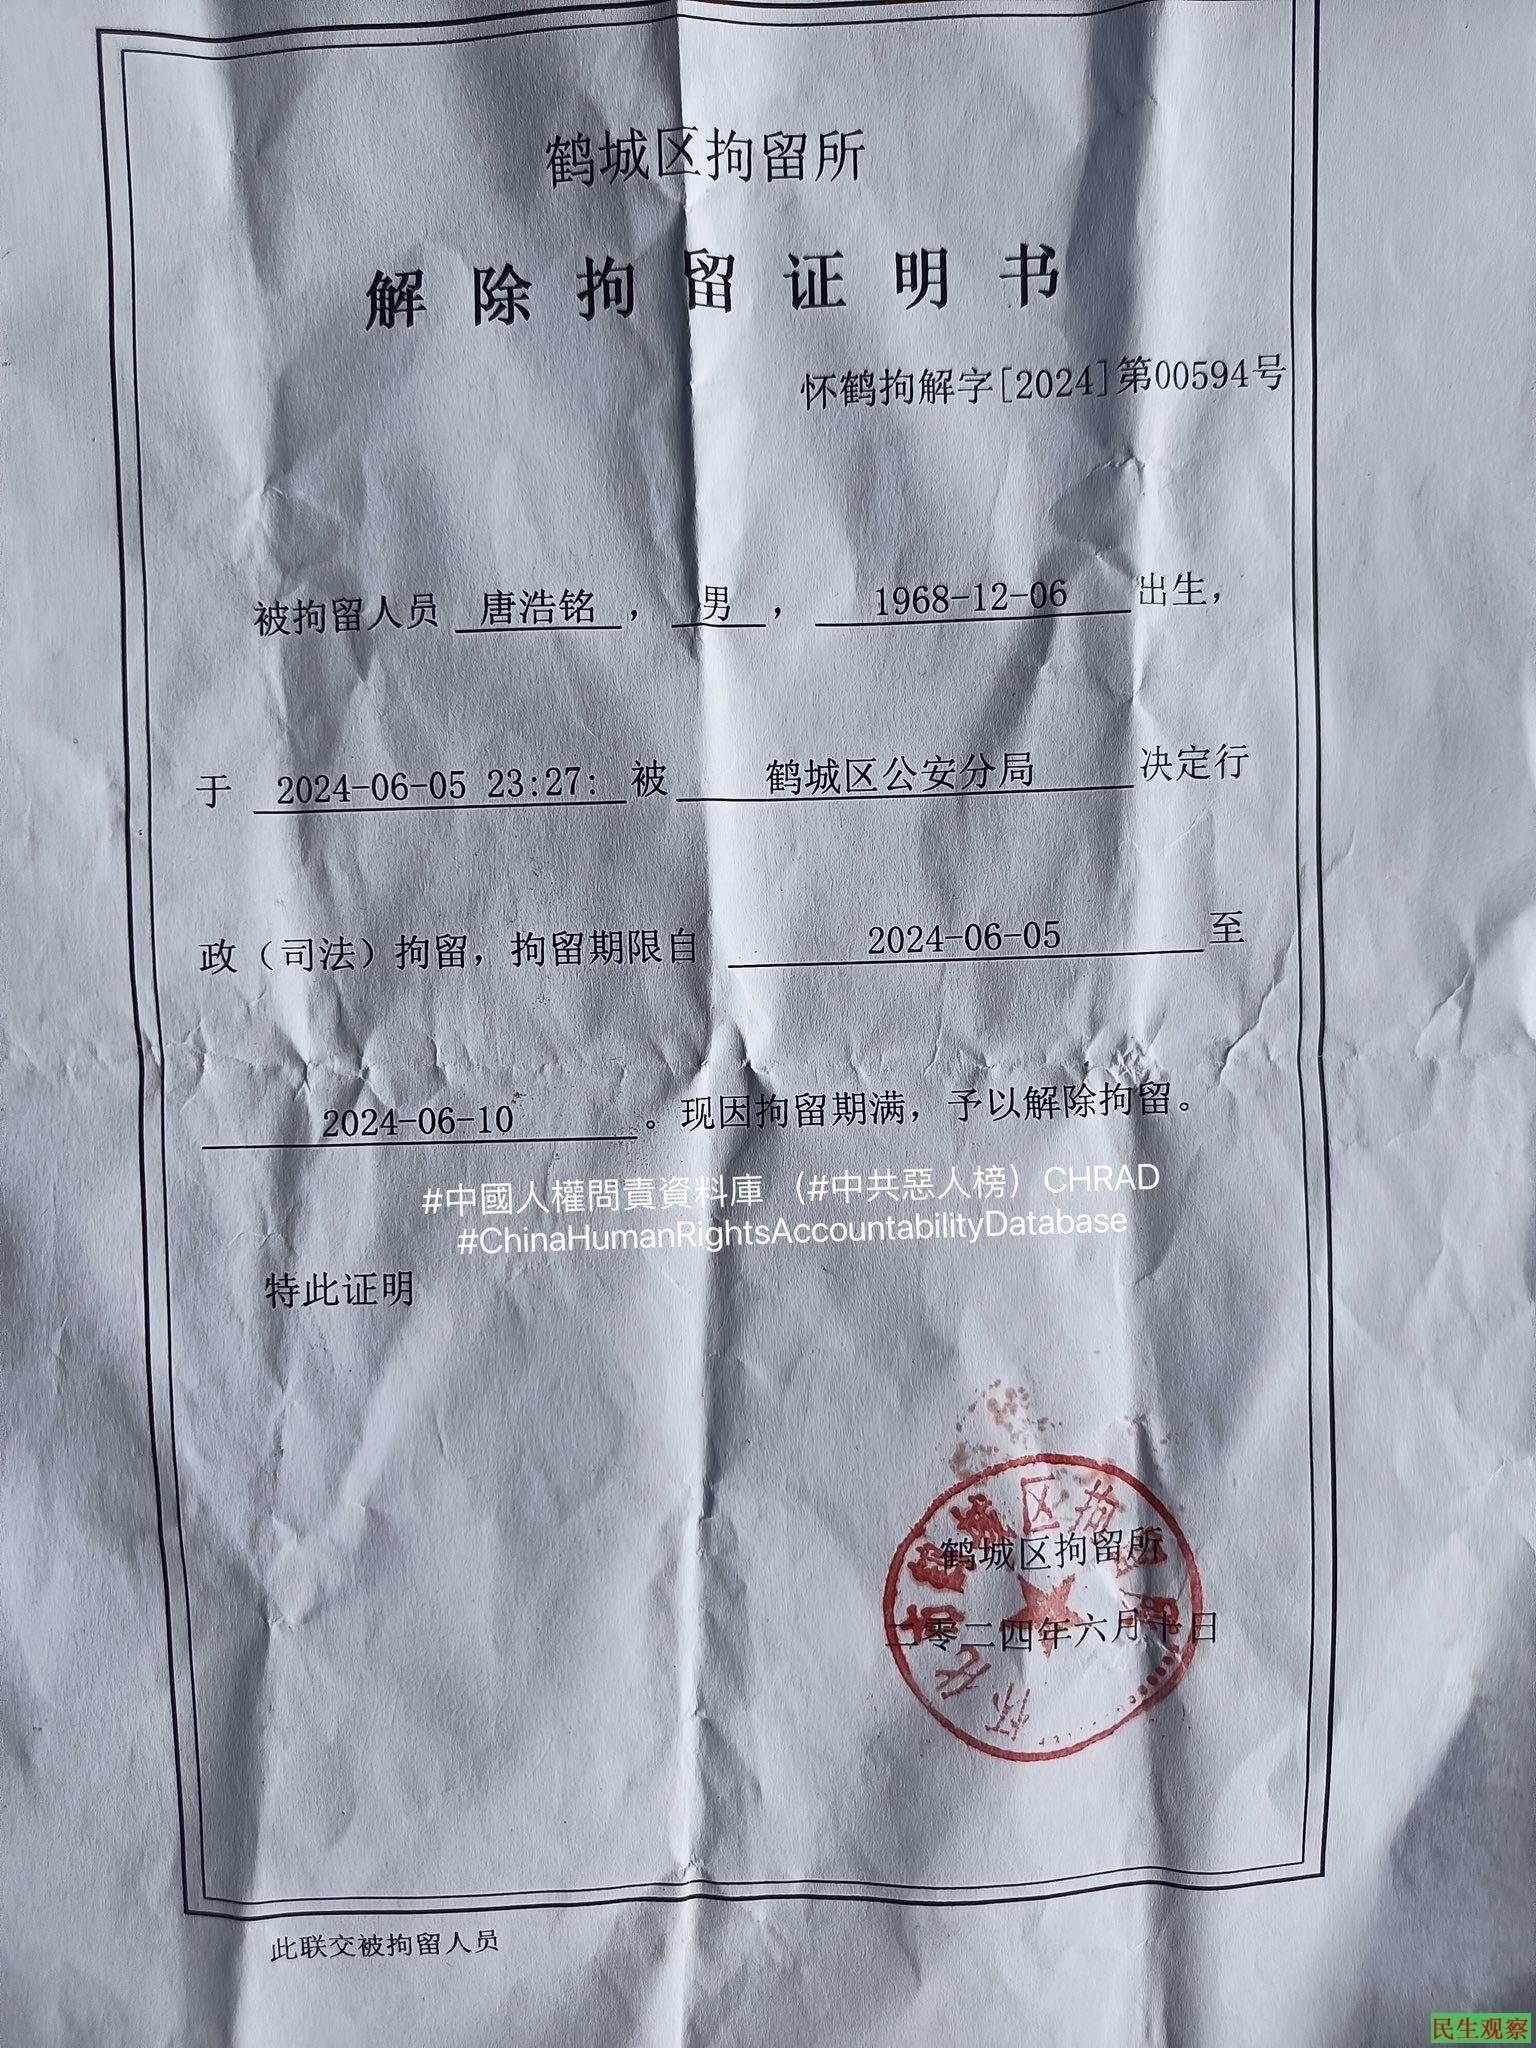 鹤城区拘留所
解除拘留证明书
怀鹤拘解字[2024]第00594号
被拘留人员 唐浩铭 ， 男 ， 1968-12-06 出生，
于 2024-06-05 23:27: 被 鹤城区公安分局 决定行
政（司法）拘留，拘留期限自 2024-06-05 至
2024-06-10 。现因拘留期满，予以解除拘留。
#中國人權問責資料庫 （#中共惡人榜）CHRAD
#ChinaHumanRightsAccountabilityDatabase
特此证明
鹤城区拘留所
二零二四年六月十日
此联交被拘留人员
民生观察